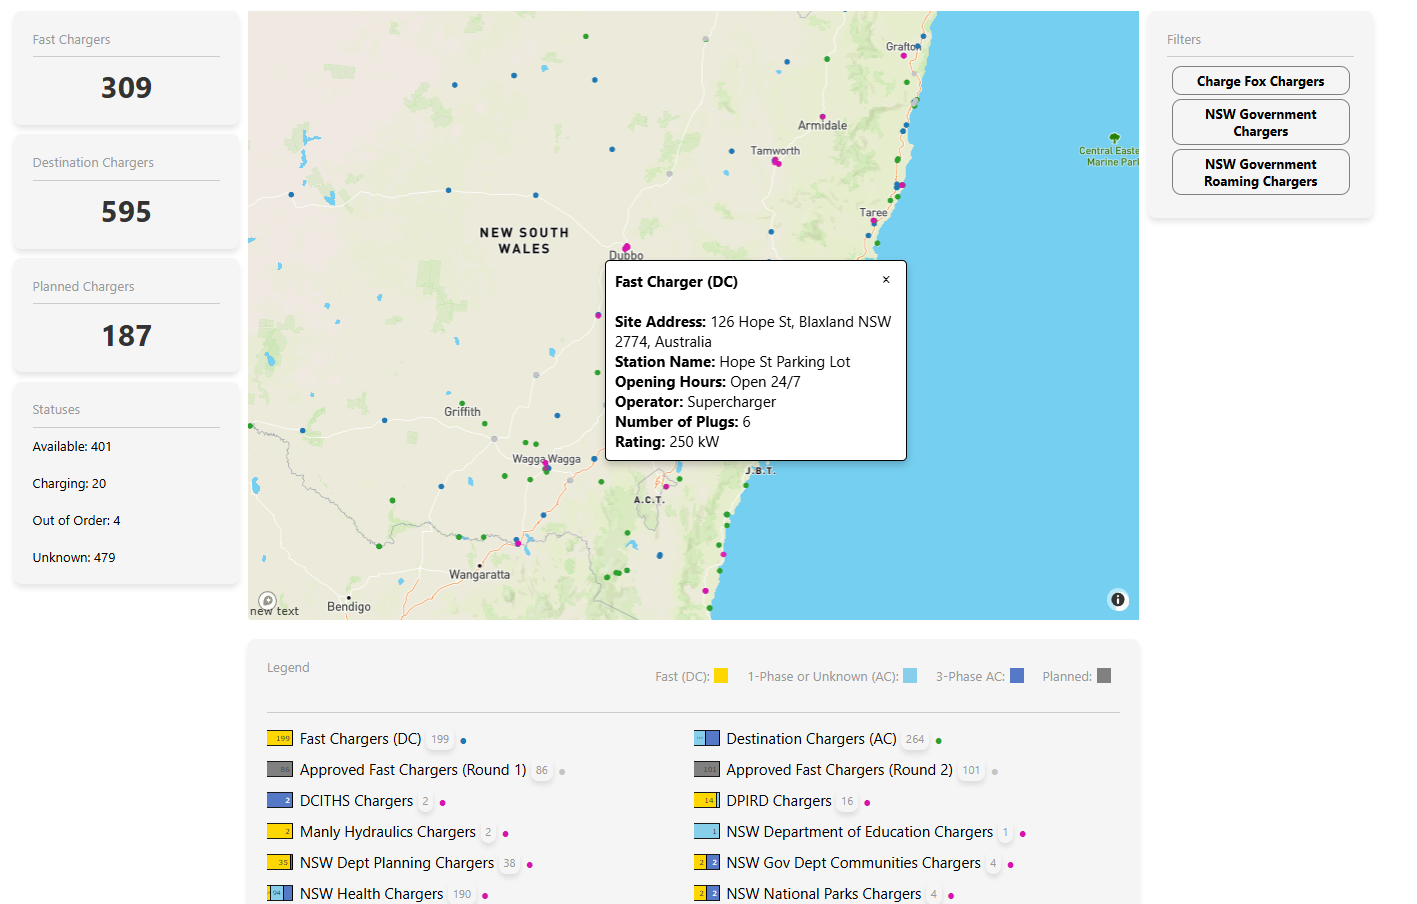 Fast Chargers
309
Destination Chargers
595
Planned Chargers
187
Statuses
Available: 401
Charging: 20
Out of Order: 4
Unknown: 479
Grafton
Armidale
Tamworth
Central Easte
Marine Park
Taree
NEW SOUTH
WALES
Dubbo
Fast Charger (DC)
×
Site Address: 126 Hope St, Blaxland NSW
2774, Australia
Station Name: Hope St Parking Lot
Opening Hours: Open 24/7
Operator: Supercharger
Number of Plugs: 6
Rating: 250 kW
Griffith
Wagga Wagga
J.B.T.
A.C.T.
Wangaratta
Bendigo
new text
Filters
Charge Fox Chargers
NSW Government
Chargers
NSW Government
Roaming Chargers
Legend
Fast (DC):
1-Phase or Unknown (AC):
3-Phase AC:
Planned:
199 Fast Chargers (DC) 199
Destination Chargers (AC) 264
86 Approved Fast Chargers (Round 1) 86
101 Approved Fast Chargers (Round 2) 101
2 DCITHS Chargers 2
14 DPIRD Chargers 16
2 Manly Hydraulics Chargers 2
1 NSW Department of Education Chargers 1
35 NSW Dept Planning Chargers 38
2 2 NSW Gov Dept Communities Chargers 4
94 NSW Health Chargers 190
2 2 NSW National Parks Chargers 4